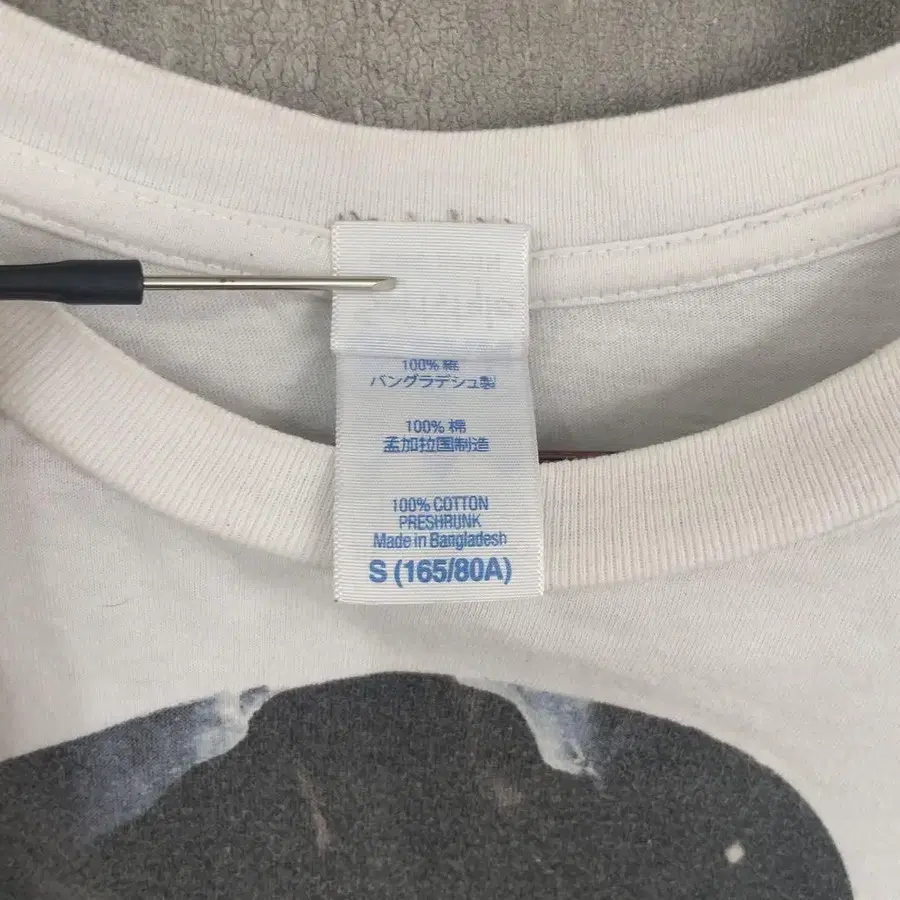 100% 綿
バングラデシュ製
100% 棉
孟加拉国制造
100% COTTON
PRESHRUNK
Made in Bangladesh
S (165/80A)